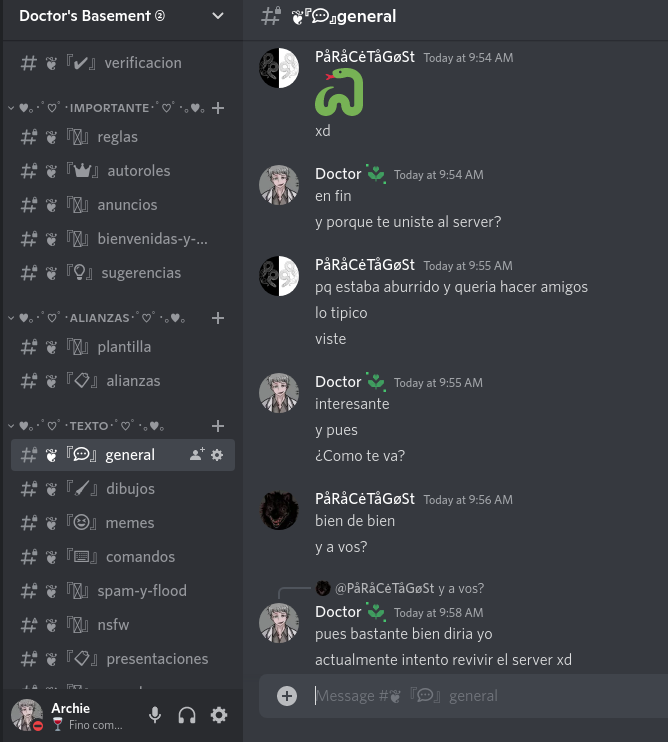 Doctor's Basement ②
verificacion
IMPORTANTE
reglas
autoroles
anuncios
bienvenidas-y-...
sugerencias
ALIANZAS
plantilla
alianzas
TEXTO
general
dibujos
memes
comandos
spam-y-flood
nsfw
presentaciones
Archie
🍷 Fino com...
# ❦『💬』general
PåRåCėTåGøSt Today at 9:54 AM
xd
Doctor Today at 9:54 AM
en fin
y porque te uniste al server?
PåRåCėTåGøSt Today at 9:55 AM
pq estaba aburrido y queria hacer amigos
lo tipico
viste
Doctor Today at 9:55 AM
interesante
y pues
¿Como te va?
PåRåCėTåGøSt Today at 9:56 AM
bien de bien
y a vos?
@PåRåCėTåGøSt y a vos?
Doctor Today at 9:58 AM
pues bastante bien diria yo
actualmente intento revivir el server xd
Message #❦『💬』general